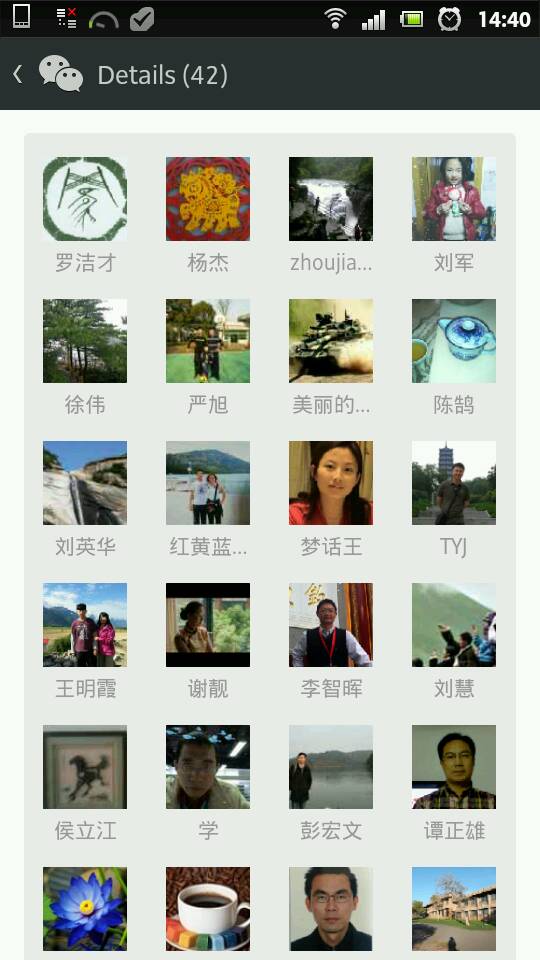 14:40
Details (42)
罗洁才
杨杰
zhoujia...
刘军
徐伟
严旭
美丽的...
陈鹄
刘英华
红黄蓝...
梦话王
TYJ
王明霞
谢靓
李智晖
刘慧
侯立江
学
彭宏文
谭正雄